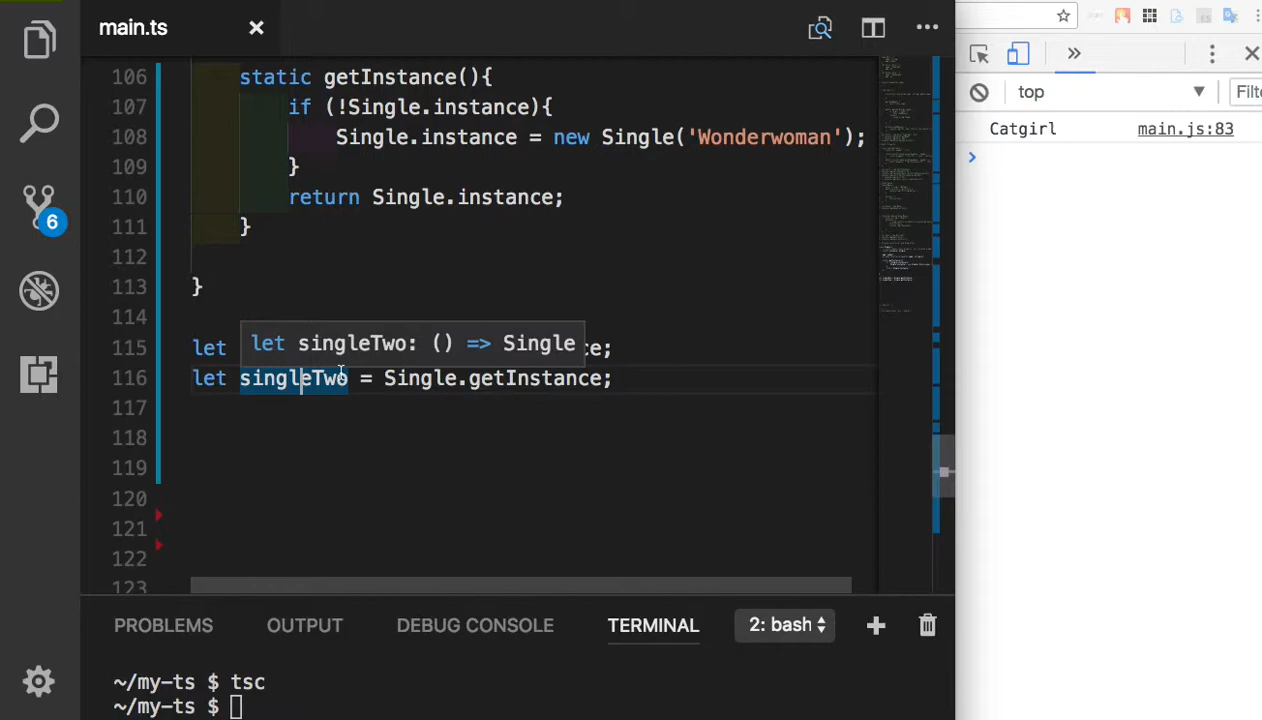 main.ts
106 static getInstance(){
107 if (!Single.instance){
108 Single.instance = new Single('Wonderwoman');
109 }
110 return Single.instance;
111 }
112
113 }
114
let singleTwo: () => Single
115 let ce;
116 let singleTwo = Single.getInstance;
117
118
119
120
121
122
123
6
PROBLEMS OUTPUT DEBUG CONSOLE TERMINAL 2: bash
~/my-ts $ tsc
~/my-ts $
top Filt
Catgirl main.js:83